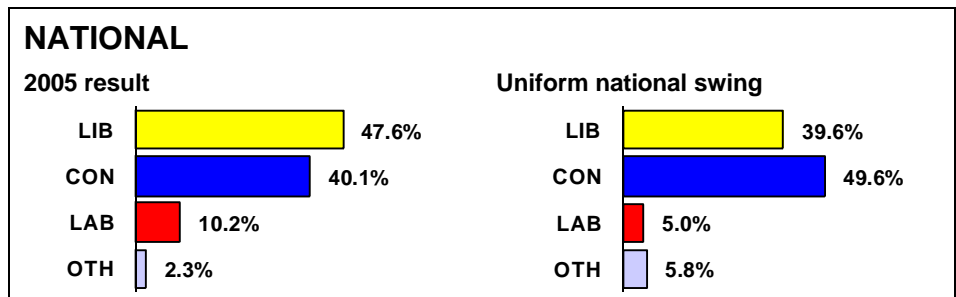 NATIONAL
2005 result
LIB 47.6%
CON 40.1%
LAB 10.2%
OTH 2.3%
Uniform national swing
LIB 39.6%
CON 49.6%
LAB 5.0%
OTH 5.8%